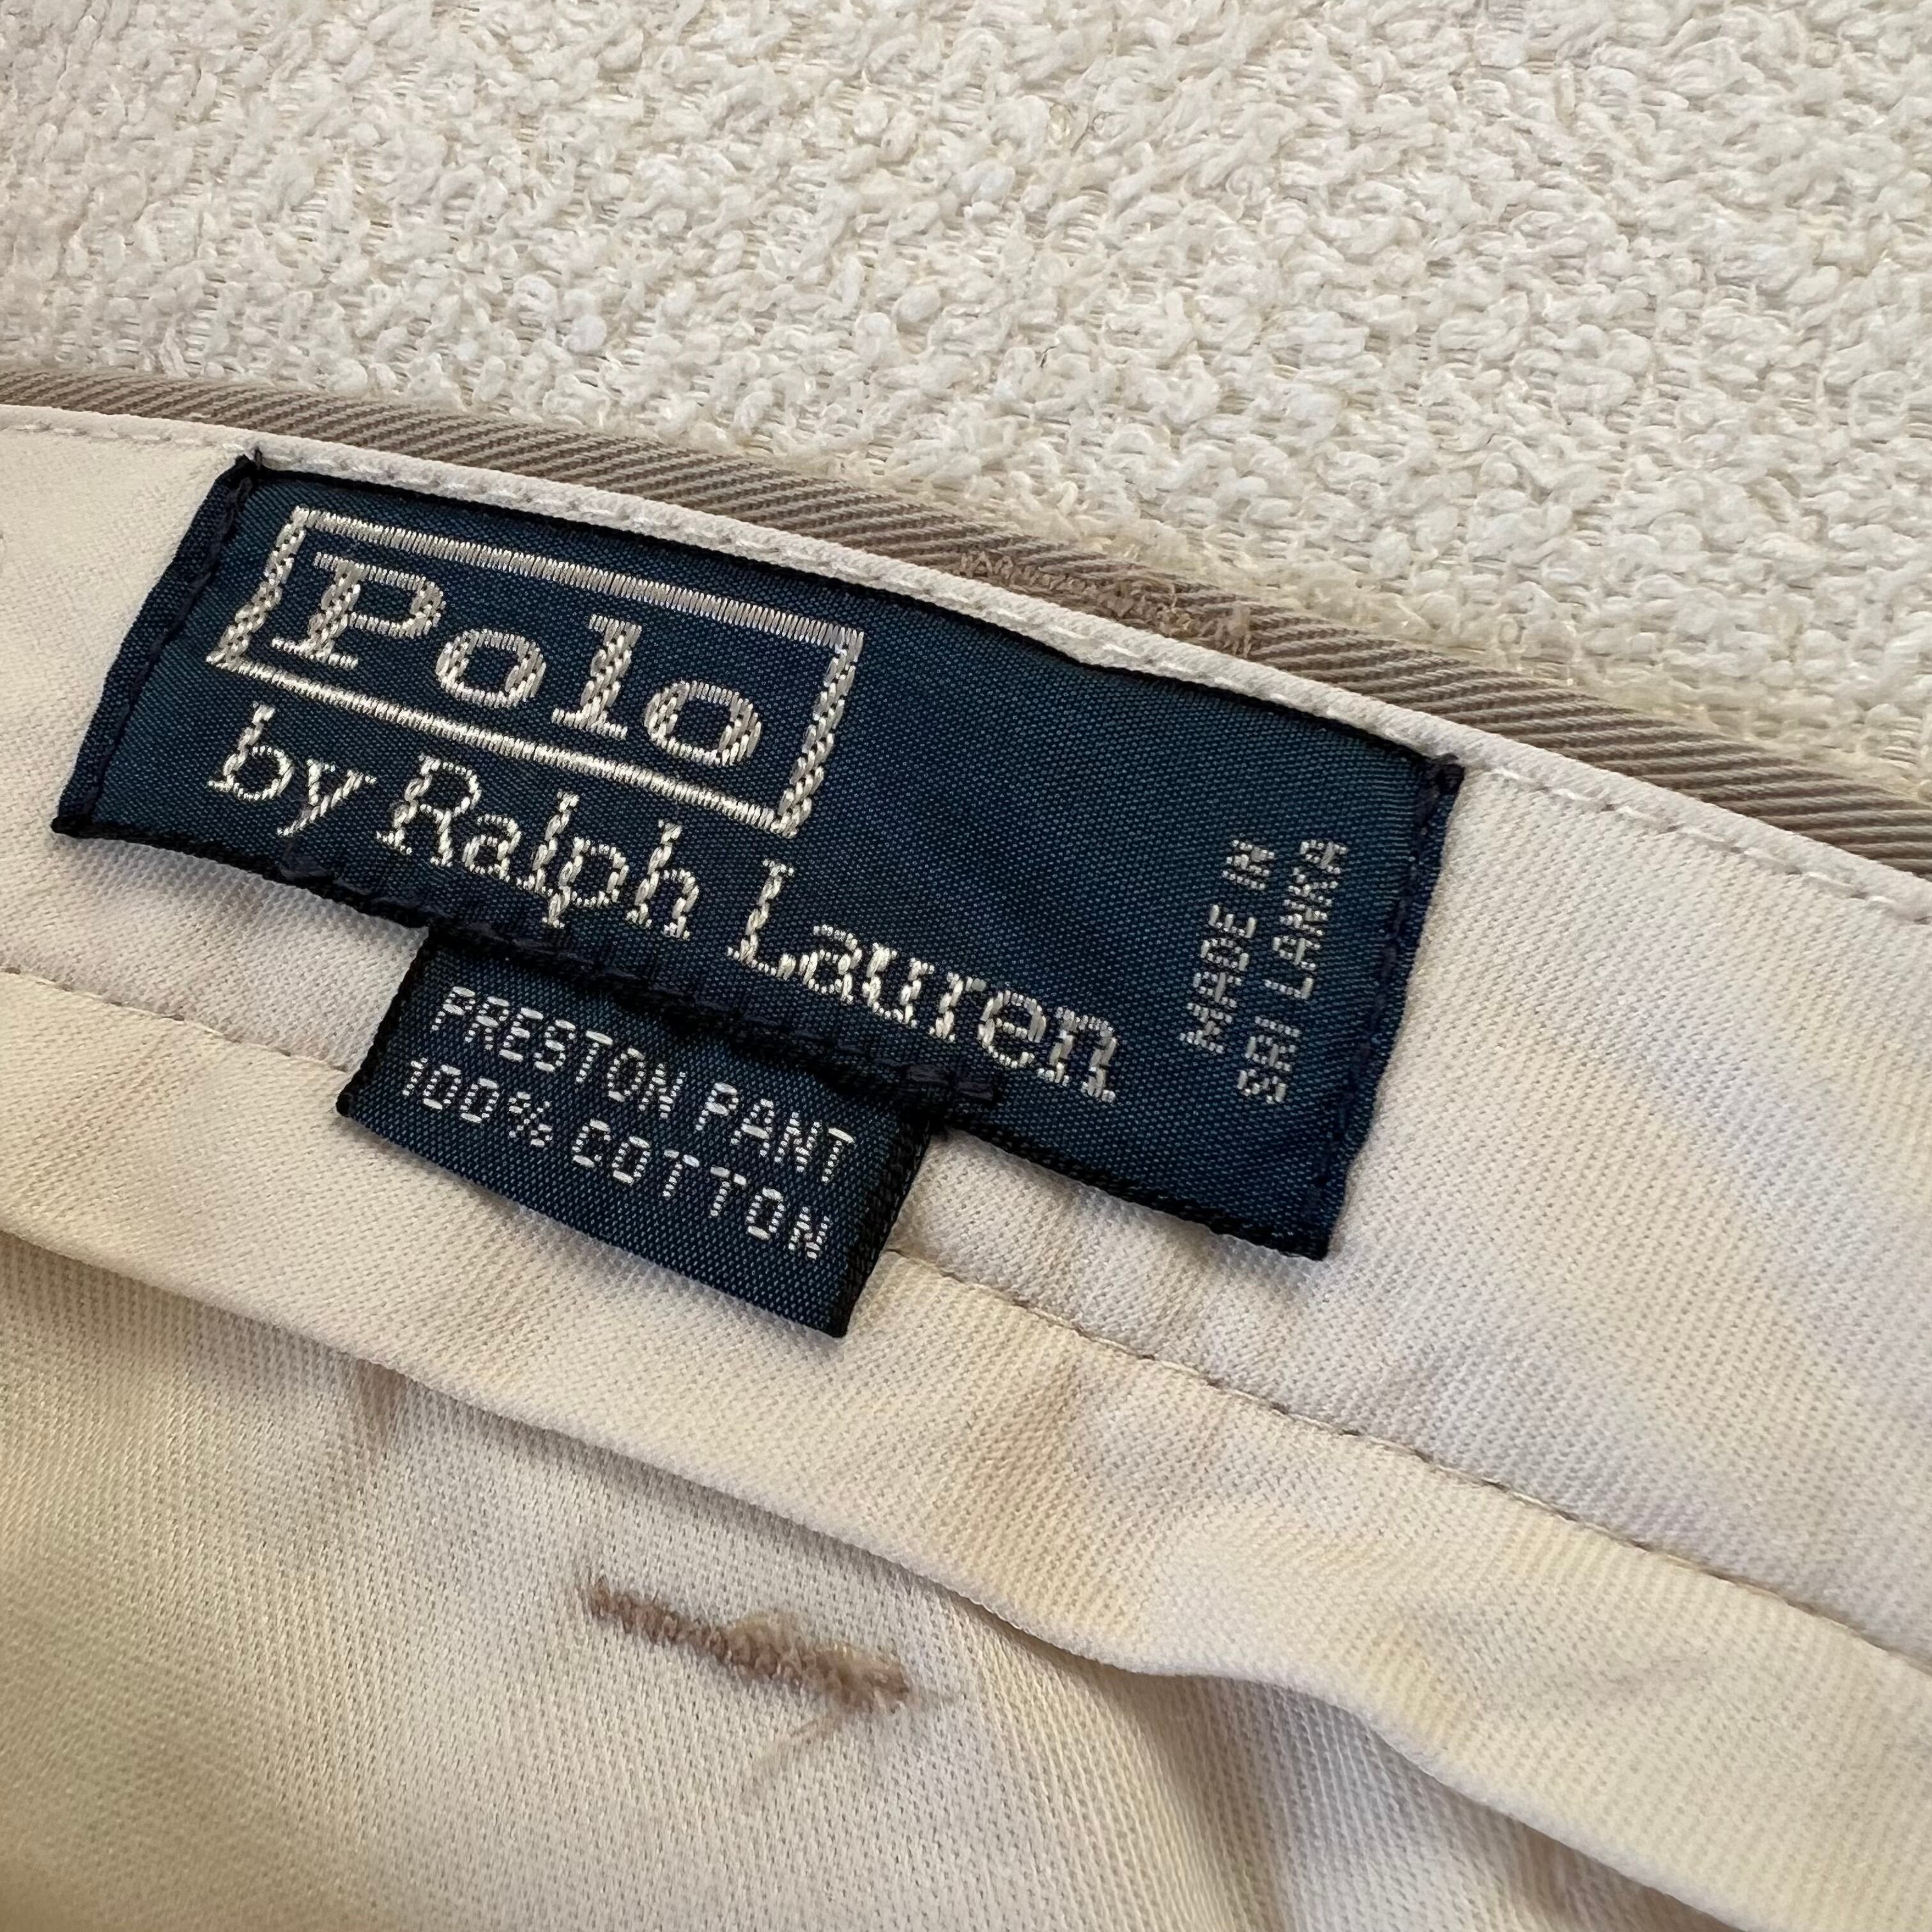 Polo
by Ralph Lauren
MADE IN
SRI LANKA
PRESTON PANT
100% COTTON